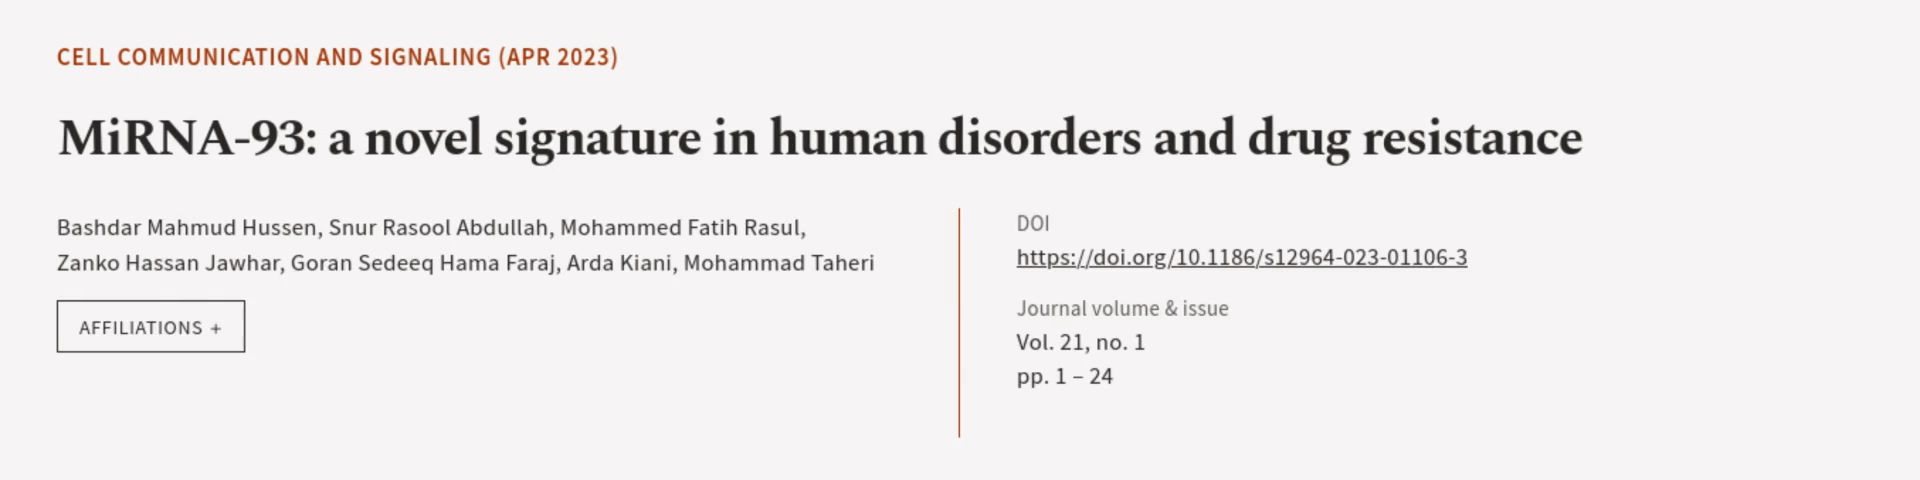 CELL COMMUNICATION AND SIGNALING (APR 2023)
MiRNA-93: a novel signature in human disorders and drug resistance
Bashdar Mahmud Hussen, Snur Rasool Abdullah, Mohammed Fatih Rasul,
Zanko Hassan Jawhar, Goran Sedeeq Hama Faraj, Arda Kiani, Mohammad Taheri
AFFILIATIONS +
DOI
https://doi.org/10.1186/s12964-023-01106-3
Journal volume & issue
Vol. 21, no. 1
pp. 1 – 24